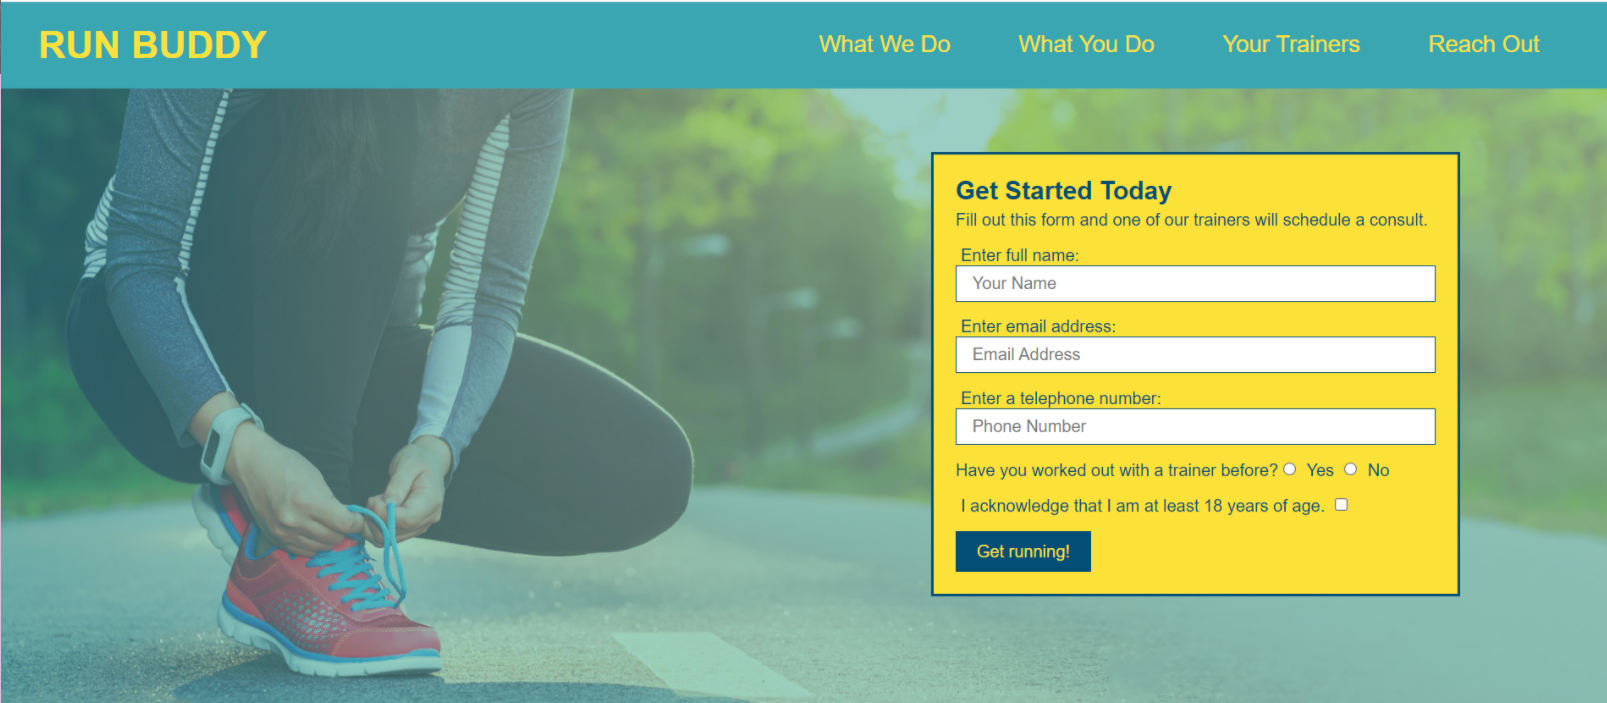 RUN BUDDY
What We Do What You Do Your Trainers Reach Out
Get Started Today
Fill out this form and one of our trainers will schedule a consult.
Enter full name:
Your Name
Enter email address:
Email Address
Enter a telephone number:
Phone Number
Have you worked out with a trainer before? Yes No
I acknowledge that I am at least 18 years of age.
Get running!